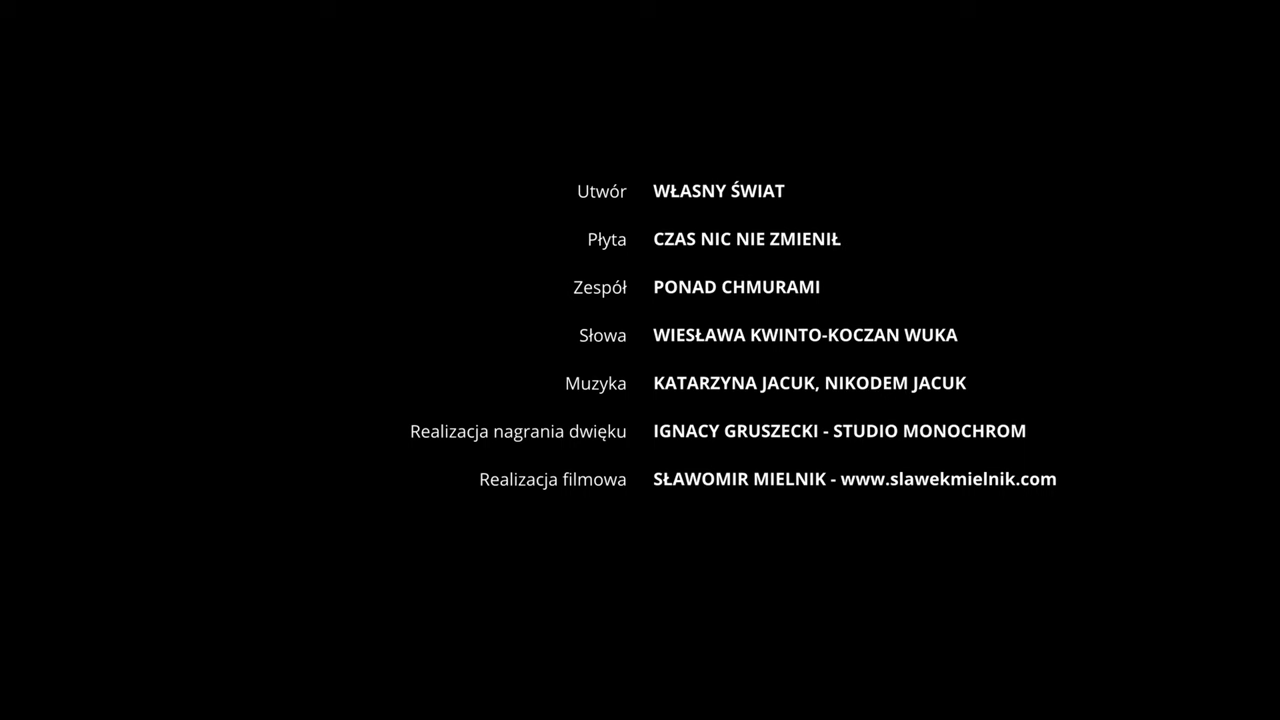 Utwór WŁASNY ŚWIAT
Płyta CZAS NIC NIE ZMIENIŁ
Zespół PONAD CHMURAMI
Słowa WIESŁAWA KWINTO-KOCZAN WUKA
Muzyka KATARZYNA JACUK, NIKODEM JACUK
Realizacja nagrania dwięku IGNACY GRUSZECKI - STUDIO MONOCHROM
Realizacja filmowa SŁAWOMIR MIELNIK - www.slawekmielnik.com